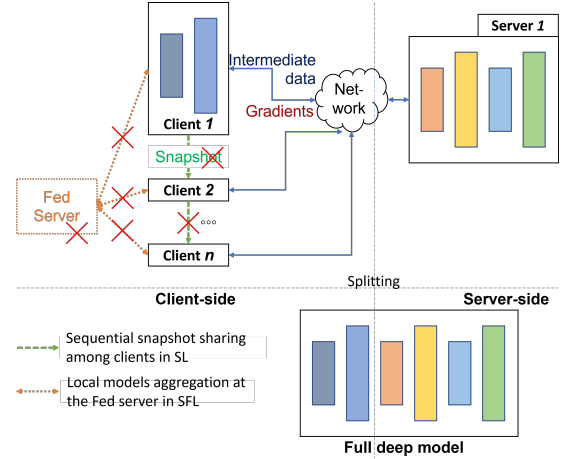 Server 1
Intermediate
data
Net-
work
Gradients
Client 1
Snapshot
Fed
Server
Client 2
...
Client n
Splitting
Client-side
Server-side
Sequential snapshot sharing
among clients in SL
Local models aggregation at
the Fed server in SFL
Full deep model